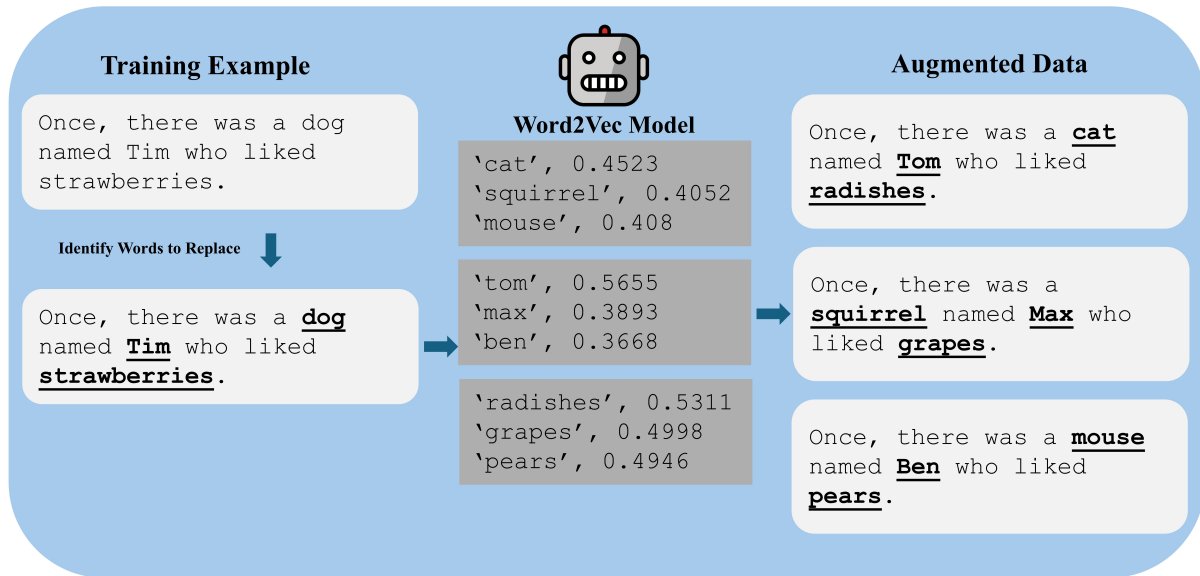 Training Example
Once, there was a dog
named Tim who liked
strawberries.
Identify Words to Replace
Once, there was a dog
named Tim who liked
strawberries.
Word2Vec Model
‘cat’, 0.4523
‘squirrel’, 0.4052
‘mouse’, 0.408
‘tom’, 0.5655
‘max’, 0.3893
‘ben’, 0.3668
‘radishes’, 0.5311
‘grapes’, 0.4998
‘pears’, 0.4946
Augmented Data
Once, there was a cat
named Tom who liked
radishes.
Once, there was a
squirrel named Max who
liked grapes.
Once, there was a mouse
named Ben who liked
pears.